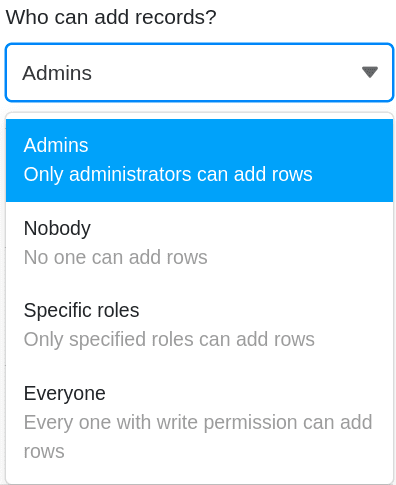 Who can add records?
Admins
Admins
Only administrators can add rows
Nobody
No one can add rows
Specific roles
Only specified roles can add rows
Everyone
Every one with write permission can add
rows